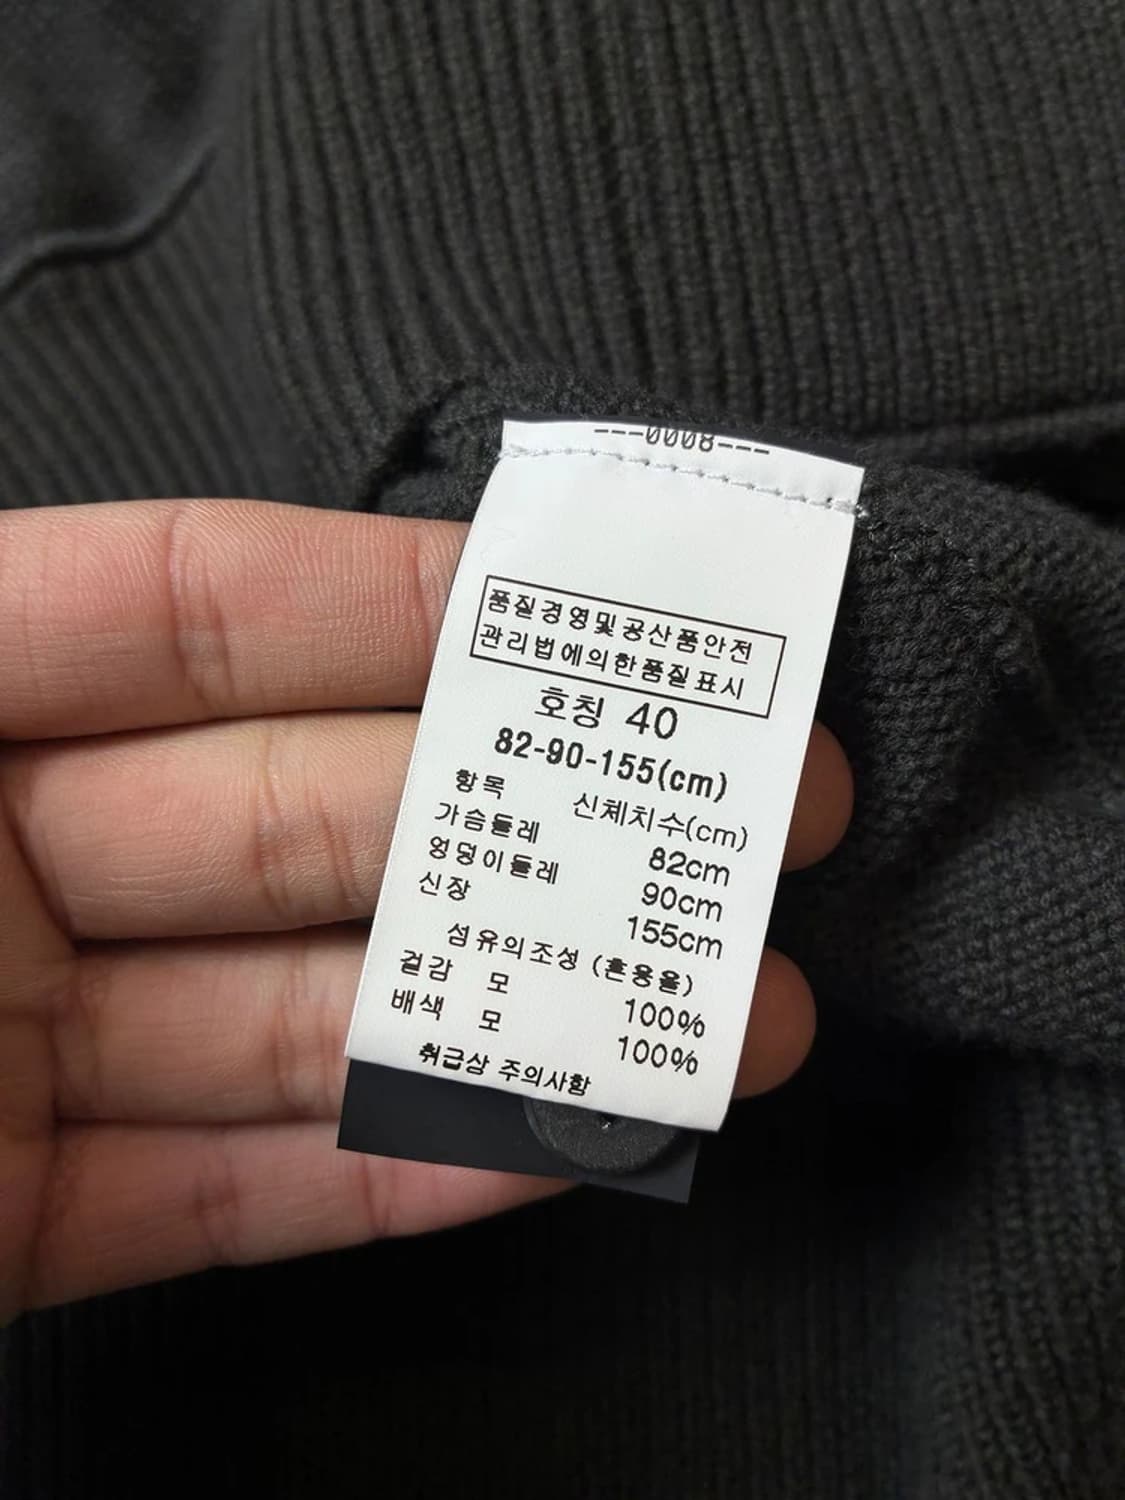 ---0008---
품질경영및공산품안전
관리법에의한품질표시
호칭 40
82-90-155(cm)
항목 신체치수(cm)
가슴둘레 82cm
엉덩이둘레 90cm
신장 155cm
섬유의조성 (혼용율)
겉감 모 100%
배색 모 100%
취급상 주의사항